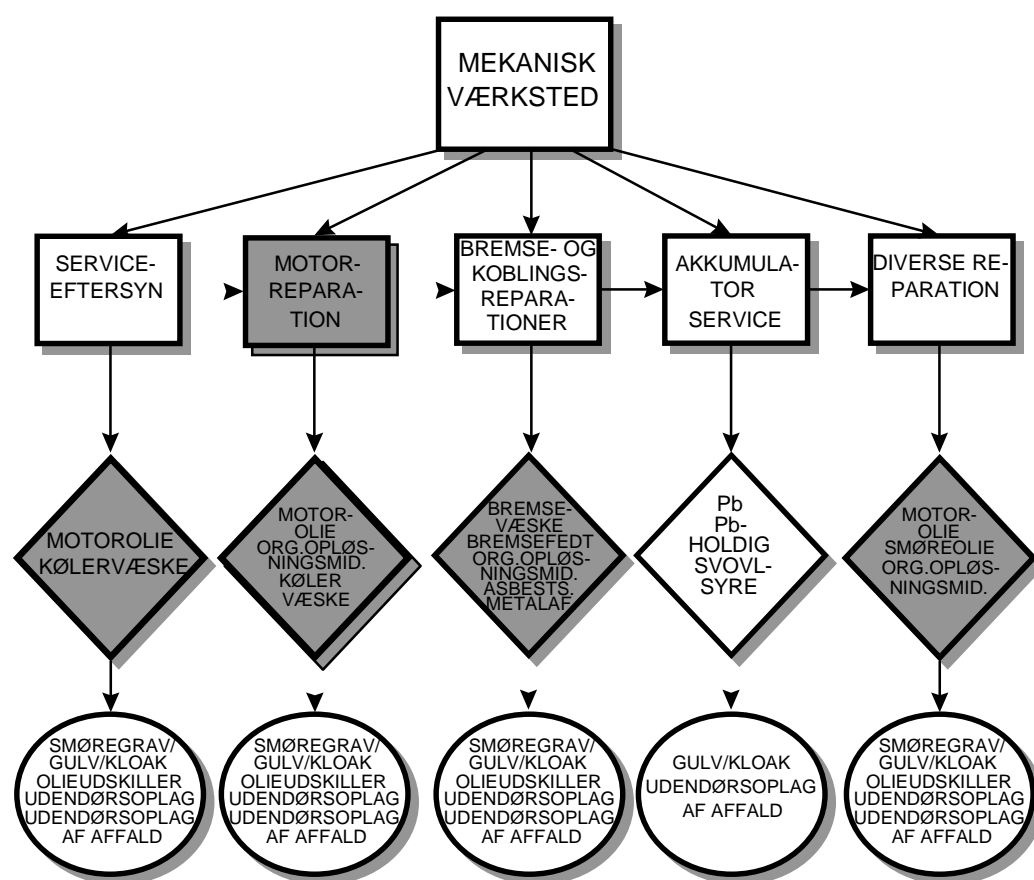 MEKANISK
VÆRKSTED
SERVICE-
EFTERSYN
MOTOR-
REPARA-
TION
BREMSE- OG
KOBLINGS-
REPARA-
TIONER
AKKUMULA-
TOR
SERVICE
DIVERSE RE-
PARATION
MOTOROLIE
KØLERVÆSKE
MOTOR-
OLIE
ORG.OPLØS-
NINGSMID.
KØLER
VÆSKE
BREMSE-
VÆSKE
BREMSEFEDT
ORG.OPLØS-
NINGSMID.
ASBESTS.
METALAF.
Pb
Pb-
HOLDIG
SVOVL-
SYRE
MOTOR-
OLIE
SMØREOLIE
ORG.OPLØS-
NINGSMID.
SMØREGRAV/
GULV/KLOAK
OLIEUDSKILLER
UDENDØRSOPLAG
UDENDØRSOPLAG
AF AFFALD
SMØREGRAV/
GULV/KLOAK
OLIEUDSKILLER
UDENDØRSOPLAG
UDENDØRSOPLAG
AF AFFALD
SMØREGRAV/
GULV/KLOAK
OLIEUDSKILLER
UDENDØRSOPLAG
UDENDØRSOPLAG
AF AFFALD
GULV/KLOAK
UDENDØRSOPLAG
AF AFFALD
SMØREGRAV/
GULV/KLOAK
OLIEUDSKILLER
UDENDØRSOPLAG
UDENDØRSOPLAG
AF AFFALD